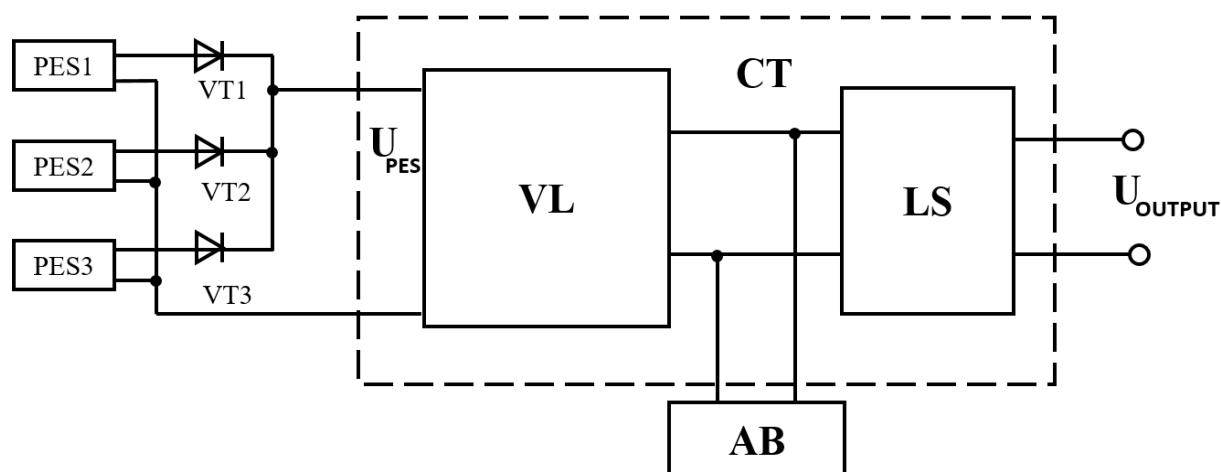 PES1
VT1
PES2
VT2
PES3
VT3
U PES
VL
CT
LS
U OUTPUT
AB